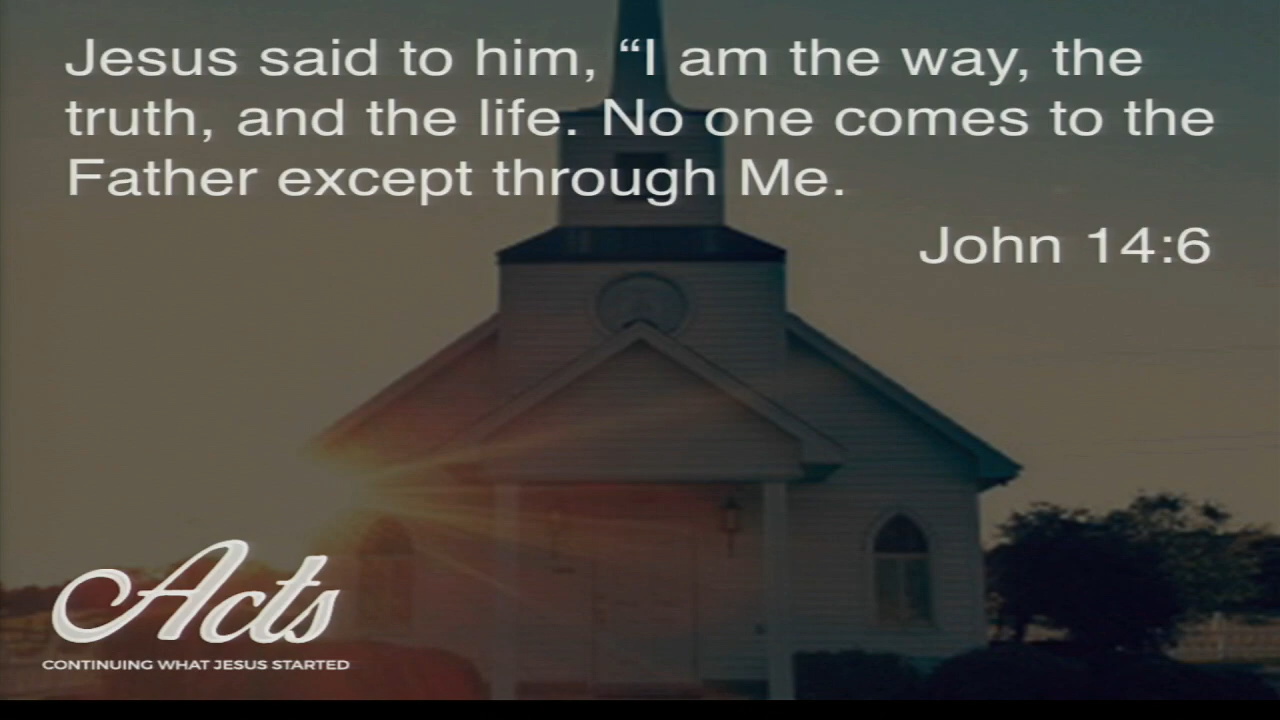 Jesus said to him, “I am the way, the
truth, and the life. No one comes to the
Father except through Me.
John 14:6
Acts
CONTINUING WHAT JESUS STARTED